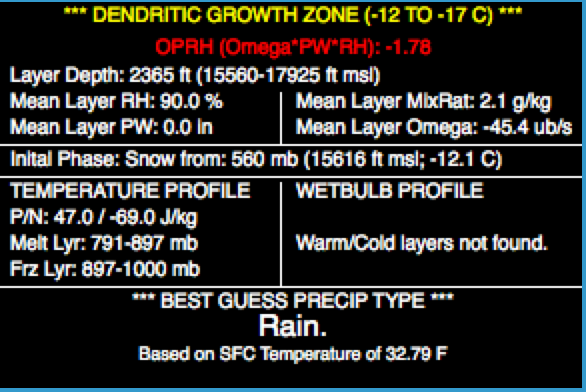 *** DENDRITIC GROWTH ZONE (-12 TO -17 C) ***
OPRH (Omega*PW*RH): -1.78
Layer Depth: 2365 ft (15560-17925 ft msl)
Mean Layer RH: 90.0 %
Mean Layer MixRat: 2.1 g/kg
Mean Layer PW: 0.0 in
Mean Layer Omega: -45.4 ub/s
Inital Phase: Snow from: 560 mb (15616 ft msl; -12.1 C)
TEMPERATURE PROFILE
P/N: 47.0 / -69.0 J/kg
Melt Lyr: 791-897 mb
Frz Lyr: 897-1000 mb
WETBULB PROFILE
Warm/Cold layers not found.
*** BEST GUESS PRECIP TYPE ***
Rain.
Based on SFC Temperature of 32.79 F